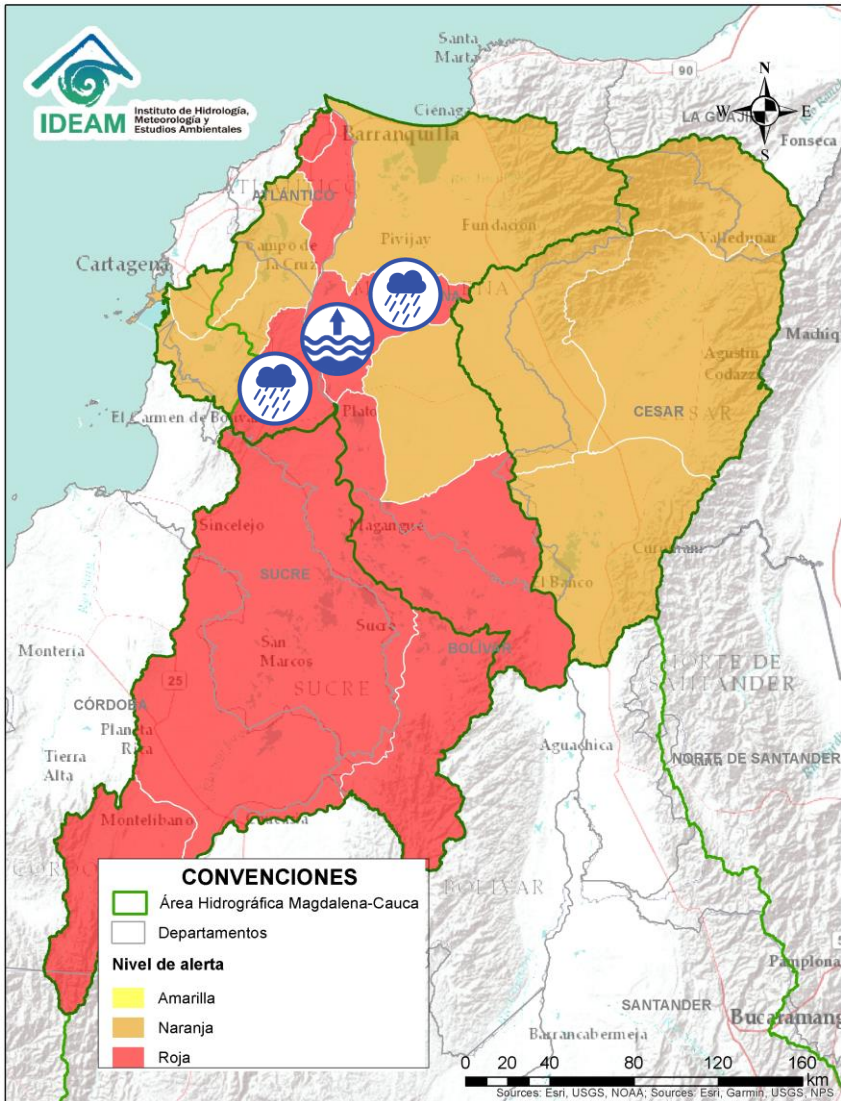 IDEAM
Instituto de Hidrología,
Meteorología y
Estudios Ambientales
Santa
Marta
90
N
W
E
S
Ciénaga
Barranquilla
LA GUAJI
Fonseca
ATLÁNTICO
Campo de
la Cruz
Pivijay
Fundación
Valledupar
Cartagena
Machiq
Agustín
Codazzi
El Carmen de Bolívar
Plato
CESAR
Sincelejo
Magangue
Curumaní
El Banco
SUCRE
Sucre
San
Marcos
BOLÍVAR
SUCRE
Montería
25
CÓRDOBA
Planeta
Rica
Tierra
Alta
NORTE DE
SANTANDER
Aguachica
NORTE DE SANTANDER
Montelíbano
Caucasia
BOLÍVAR
CONVENCIONES
Área Hidrográfica Magdalena-Cauca
Departamentos
Nivel de alerta
Amarilla
Naranja
Roja
Pamplona
SANTANDER
Bucaramang
Barrancabermeja
0 20 40 80 120 160
km
Sources: Esri, USGS, NOAA; Sources: Esri, Garmin, USGS, NPS